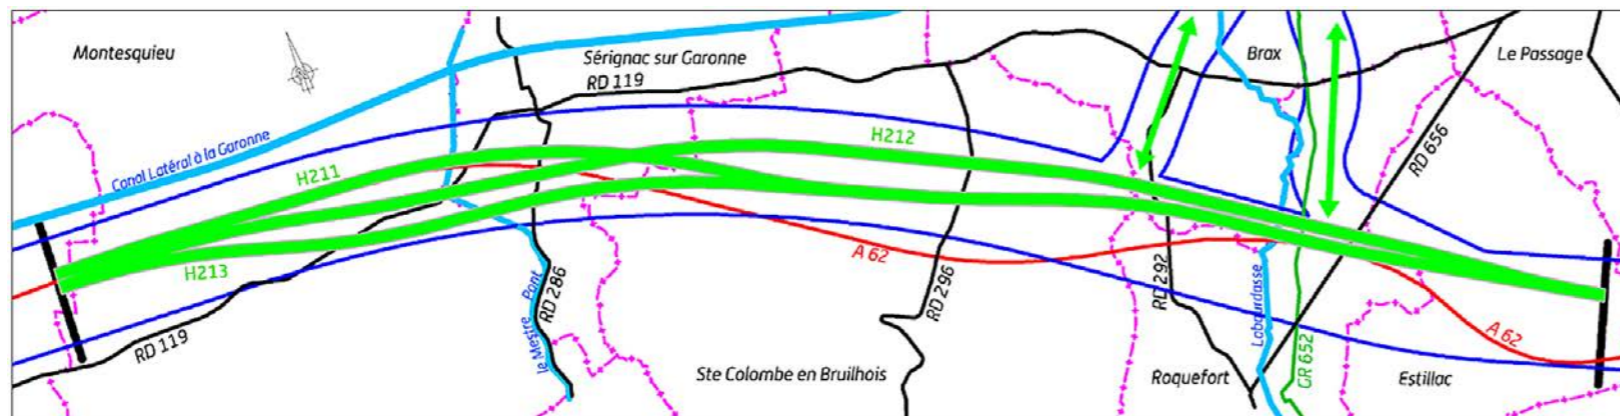 Montesquieu
Sérignac sur Garonne
Brax
Le Passage
RD 119
Canal Latéral à la Garonne
H211
H212
RD 656
H213
A 62
RD 286
le Mestre Pont
RD 296
RD 292
Labourdasse
GR 652
A 62
RD 119
Ste Colombe en Bruilhois
Roquefort
Estillac